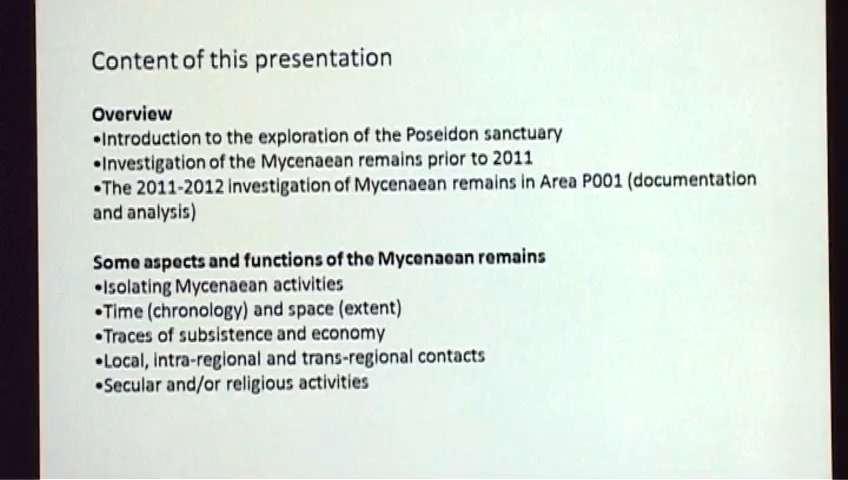 Content of this presentation
Overview
•Introduction to the exploration of the Poseidon sanctuary
•Investigation of the Mycenaean remains prior to 2011
•The 2011-2012 investigation of Mycenaean remains in Area P001 (documentation
and analysis)
Some aspects and functions of the Mycenaean remains
•Isolating Mycenaean activities
•Time (chronology) and space (extent)
•Traces of subsistence and economy
•Local, intra-regional and trans-regional contacts
•Secular and/or religious activities